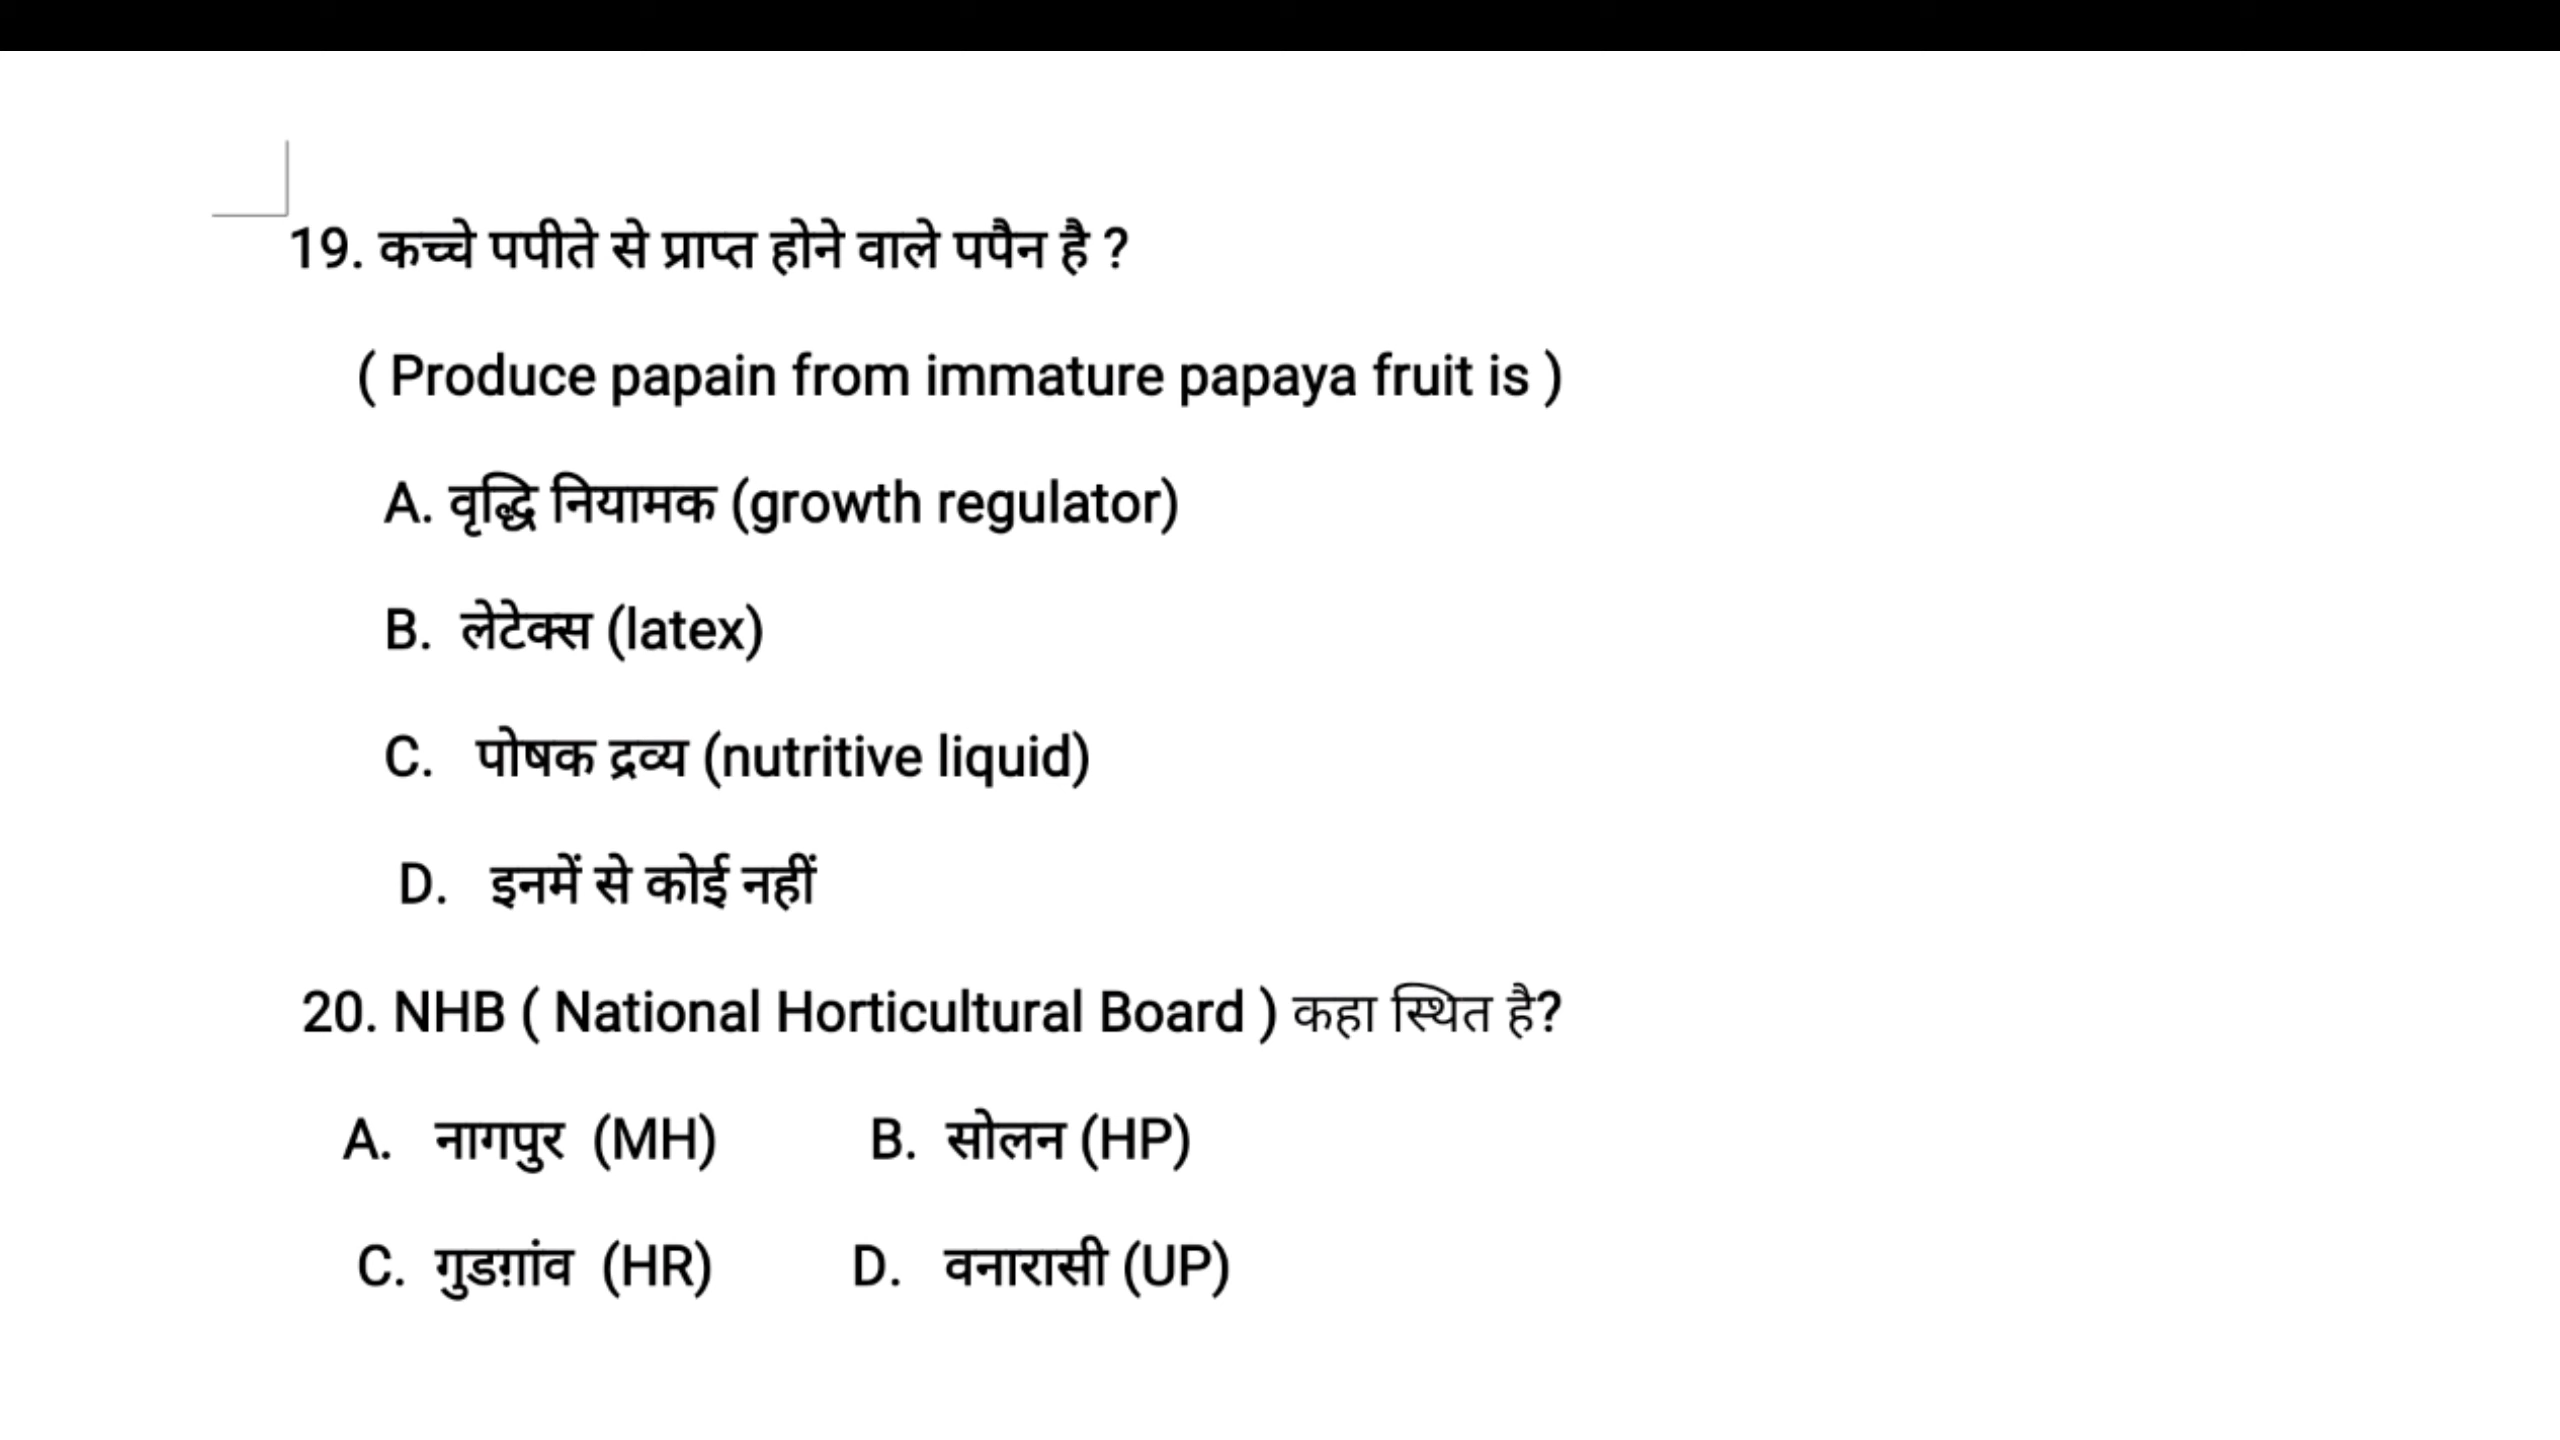 19. कच्चे पपीते से प्राप्त होने वाले पपैन है ?
( Produce papain from immature papaya fruit is )
A. वृद्धि नियामक (growth regulator)
B. लेटेक्स (latex)
C. पोषक द्रव्य (nutritive liquid)
D. इनमें से कोई नहीं
20. NHB ( National Horticultural Board ) कहा स्थित है?
A. नागपुर (MH) B. सोलन (HP)
C. गुडग़ांव (HR) D. वनारासी (UP)